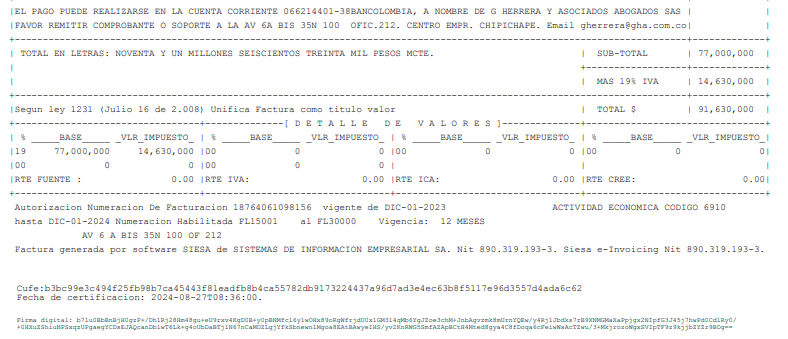 EL PAGO PUEDE REALIZARSE EN LA CUENTA CORRIENTE 066214401-38BANCOLOMBIA, A NOMBRE DE G HERRERA Y ASOCIADOS ABOGADOS SAS
FAVOR REMITIR COMPROBANTE O SOPORTE A LA AV 6A BIS 35N 100 OFIC.212. CENTRO EMPR. CHIPICHAPE. Email gherrera@gha.com.co
TOTAL EN LETRAS: NOVENTA Y UN MILLONES SEISCIENTOS TREINTA MIL PESOS MCTE. SUB-TOTAL 77,000,000
MAS 19% IVA 14,630,000
Segun ley 1231 (Julio 16 de 2.008) Unifica Factura como titulo valor TOTAL $ 91,630,000
[ D E T A L L E D E V A L O R E S ]
% _____BASE_____ _VLR_IMPUESTO_ % _____BASE_____ _VLR_IMPUESTO_ % _____BASE_____ _VLR_IMPUESTO_ % _____BASE_____ _VLR_IMPUESTO_
19 77,000,000 14,630,000 00 0 0 00 0 0 00 0 0
00 0 0
RTE FUENTE : 0.00 RTE IVA: 0.00 RTE ICA: 0.00 RTE CREE: 0.00
Autorizacion Numeracion De Facturacion 18764061098156 vigente de DIC-01-2023 ACTIVIDAD ECONOMICA CODIGO 6910
hasta DIC-01-2024 Numeracion Habilitada FL15001 al FL30000 Vigencia: 12 MESES
AV 6 A BIS 35N 100 OF 212
Factura generada por software SIESA de SISTEMAS DE INFORMACION EMPRESARIAL SA. Nit 890.319.193-3. Siesa e-Invoicing Nit 890.319.193-3.
Cufe:b3bc99e3c494f25fb98b7ca45443f81eadfb8b4ca55782db9173224437a96d7ad3e4ec63b8f5117e96d3557d4ada6c62
Fecha de certificacion: 2024-08-27T08:36:00.
Firma digital: